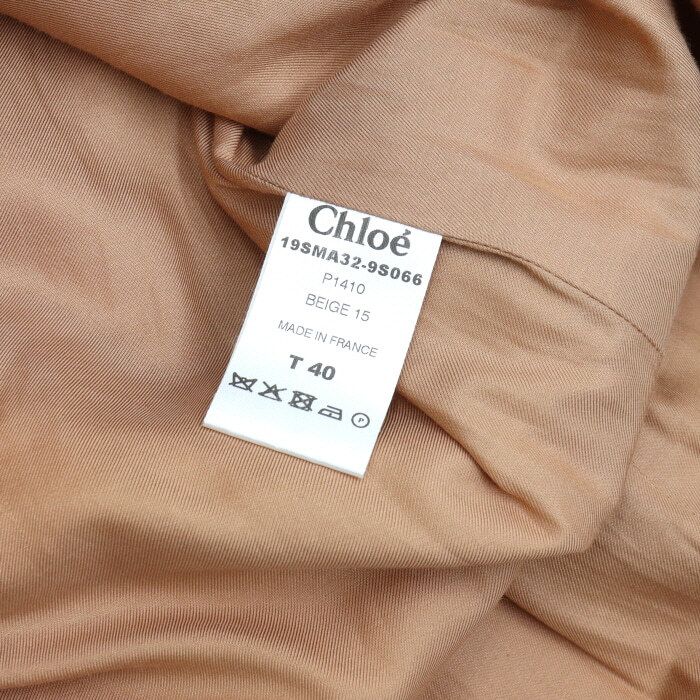 Chloé
19SMA32-9S066
P1410
BEIGE 15
MADE IN FRANCE
T 40
P